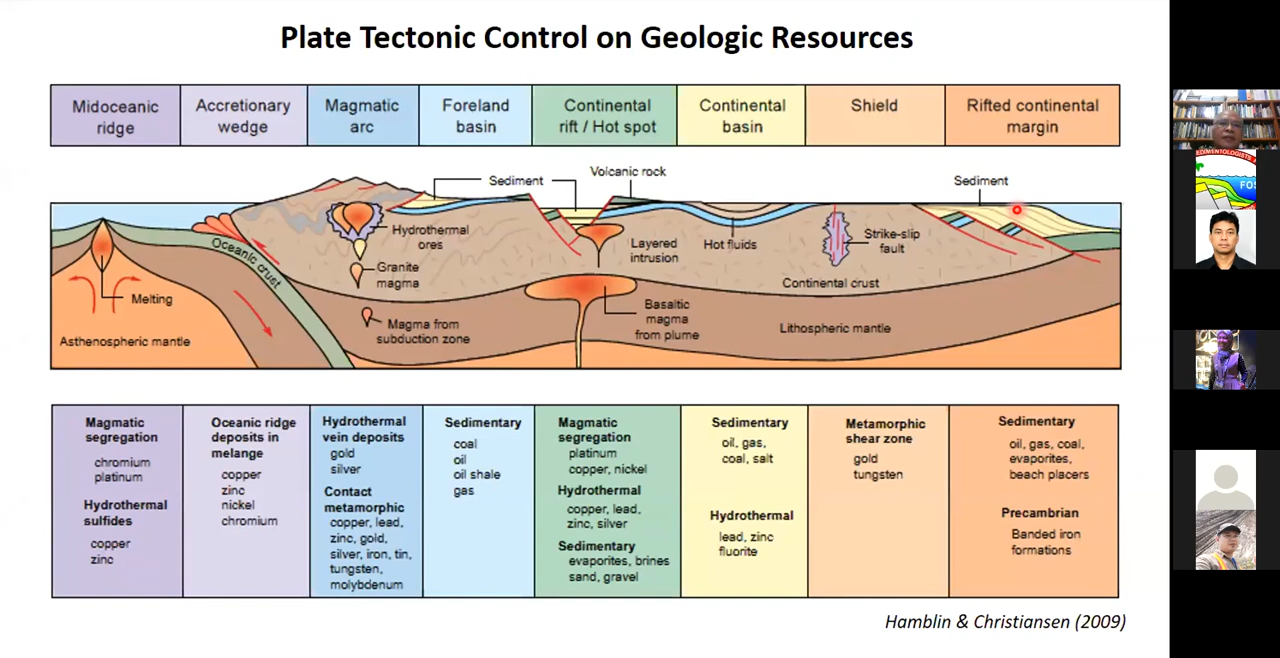 Plate Tectonic Control on Geologic Resources
Midoceanic
ridge
Accretionary
wedge
Magmatic
arc
Foreland
basin
Continental
rift / Hot spot
Continental
basin
Shield
Rifted continental
margin
Sediment
Volcanic rock
Sediment
Hydrothermal
ores
Oceanic crust
Granite
magma
Layered
intrusion
Hot fluids
Strike-slip
fault
Continental crust
Melting
Magma from
subduction zone
Basaltic
magma
from plume
Lithospheric mantle
Asthenospheric mantle
Magmatic
segregation
chromium
platinum
Hydrothermal
sulfides
copper
zinc
Oceanic ridge
deposits in
melange
copper
zinc
nickel
chromium
Hydrothermal
vein deposits
gold
silver
Contact
metamorphic
copper, lead,
zinc, gold,
silver, iron, tin,
tungsten,
molybdenum
Sedimentary
coal
oil
oil shale
gas
Magmatic
segregation
platinum
copper, nickel
Hydrothermal
copper, lead,
zinc, silver
Sedimentary
evaporites, brines
sand, gravel
Sedimentary
oil, gas,
coal, salt
Hydrothermal
lead, zinc
fluorite
Metamorphic
shear zone
gold
tungsten
Sedimentary
oil, gas, coal,
evaporites,
beach placers
Precambrian
Banded iron
formations
Hamblin & Christiansen (2009)
EDIMENTOLOGISTS
FO